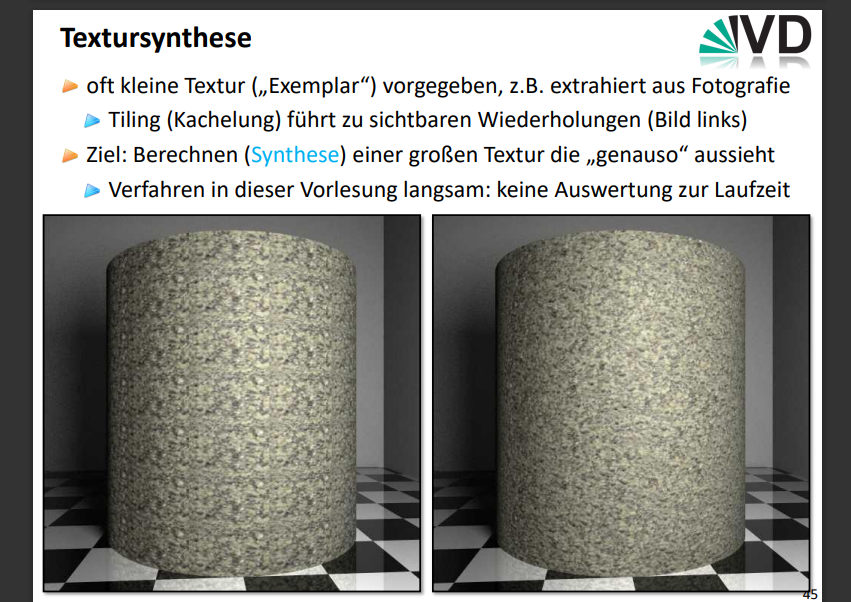 Textursynthese
IVD
oft kleine Textur („Exemplar“) vorgegeben, z.B. extrahiert aus Fotografie
Tiling (Kachelung) führt zu sichtbaren Wiederholungen (Bild links)
Ziel: Berechnen (Synthese) einer großen Textur die „genauso“ aussieht
Verfahren in dieser Vorlesung langsam: keine Auswertung zur Laufzeit
45